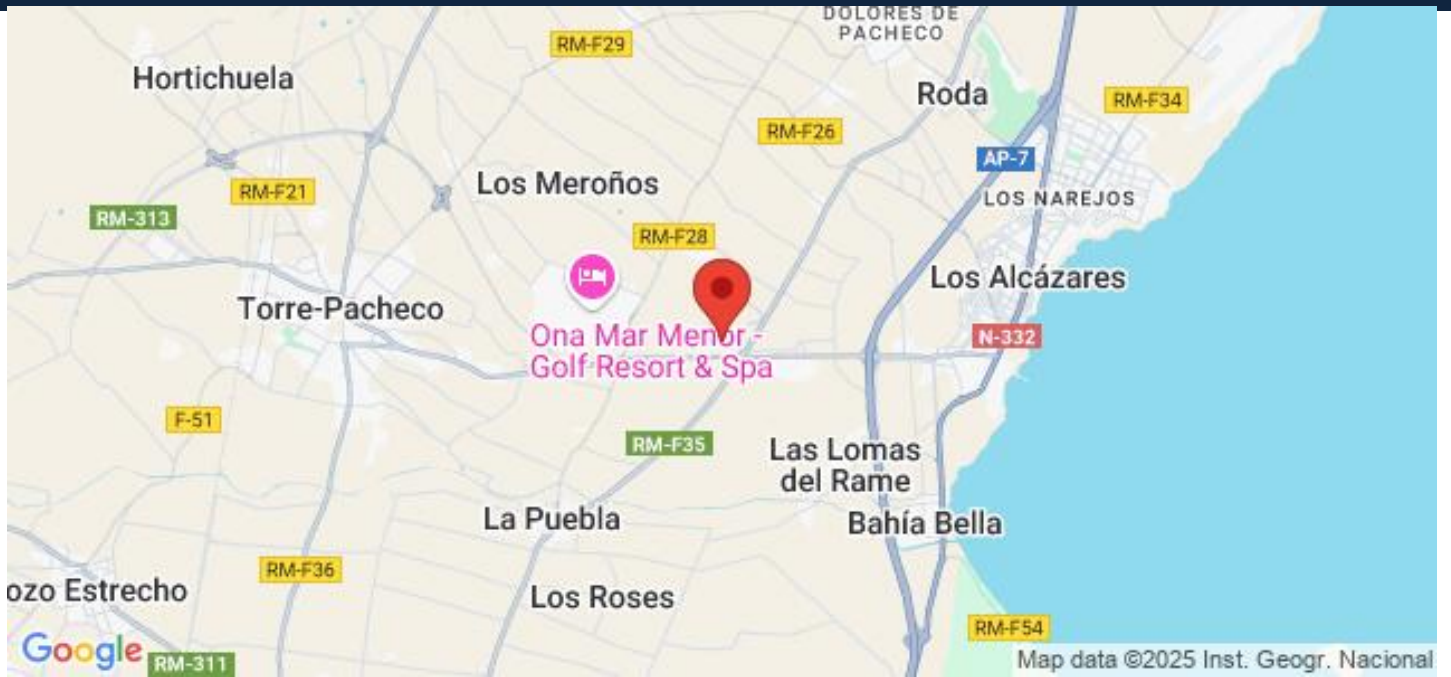 DOLORES DE
PACHECO
RM-F29
Hortichuela
Roda
RM-F34
RM-F26
AP-7
Los Meroños
RM-F21
LOS NAREJOS
RM-313
RM-F28
Los Alcázares
Torre-Pacheco
Ona Mar Menor -
Golf Resort & Spa
N-332
F-51
RM-F35
Las Lomas
del Rame
La Puebla
Bahía Bella
RM-F36
ozo Estrecho
Los Roses
RM-F54
Google
RM-311
Map data ©2025 Inst. Geogr. Nacional